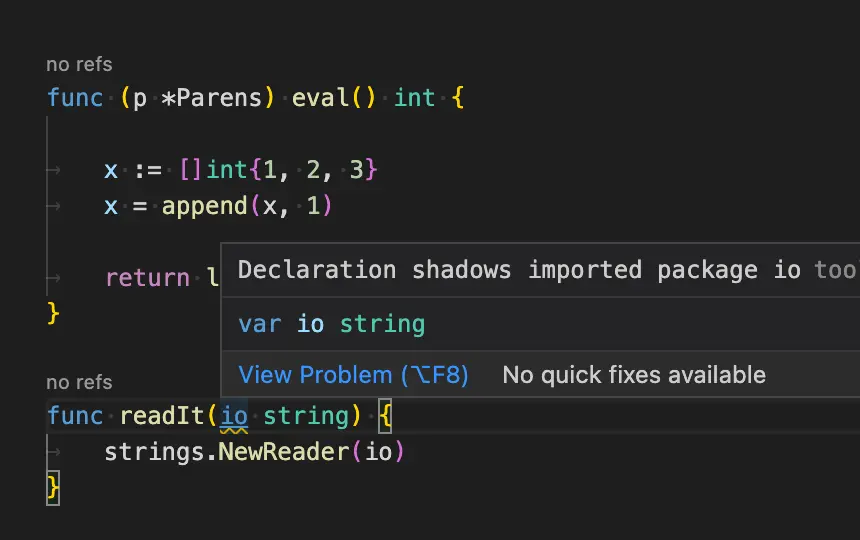 no refs
func (p *Parens) eval() int {
x := []int{1, 2, 3}
x = append(x, 1)
return l
}
Declaration shadows imported package io too
var io string
View Problem (⌥F8) No quick fixes available
no refs
func readIt(io string) {
strings.NewReader(io)
}